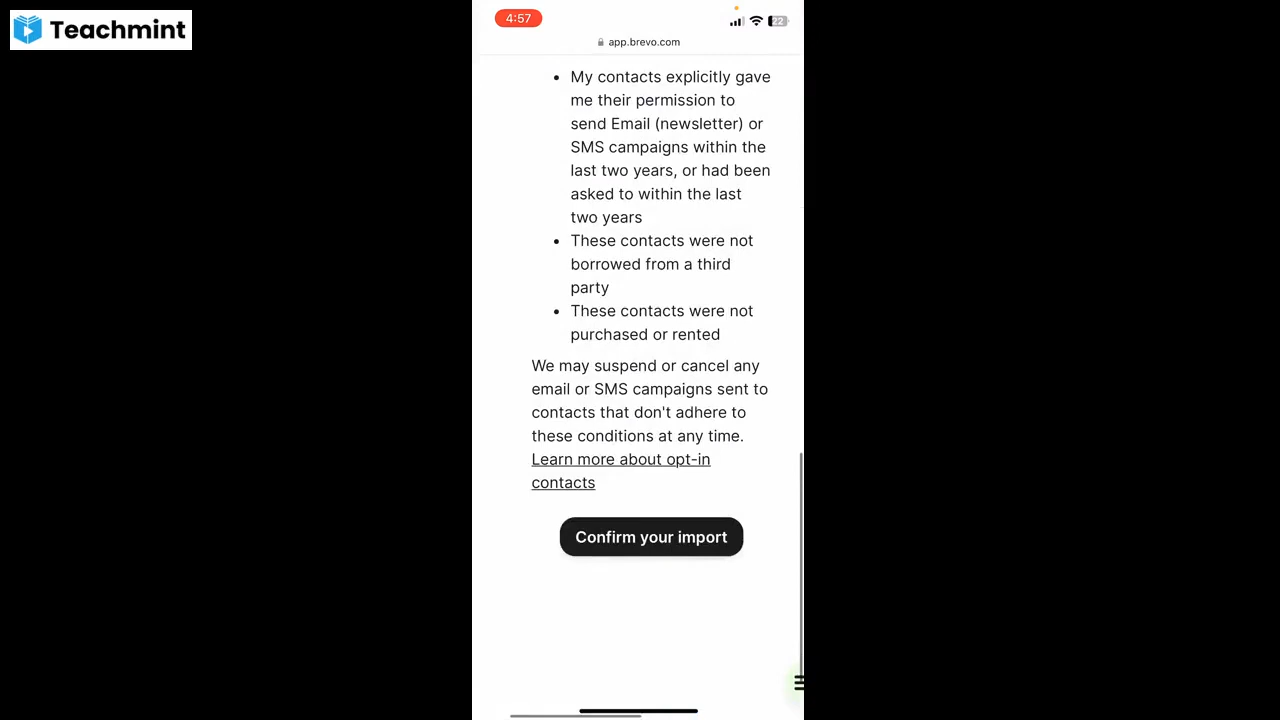 Teachmint
4:57
22
app.brevo.com
• My contacts explicitly gave
me their permission to
send Email (newsletter) or
SMS campaigns within the
last two years, or had been
asked to within the last
two years
• These contacts were not
borrowed from a third
party
• These contacts were not
purchased or rented
We may suspend or cancel any
email or SMS campaigns sent to
contacts that don't adhere to
these conditions at any time.
Learn more about opt-in
contacts
Confirm your import